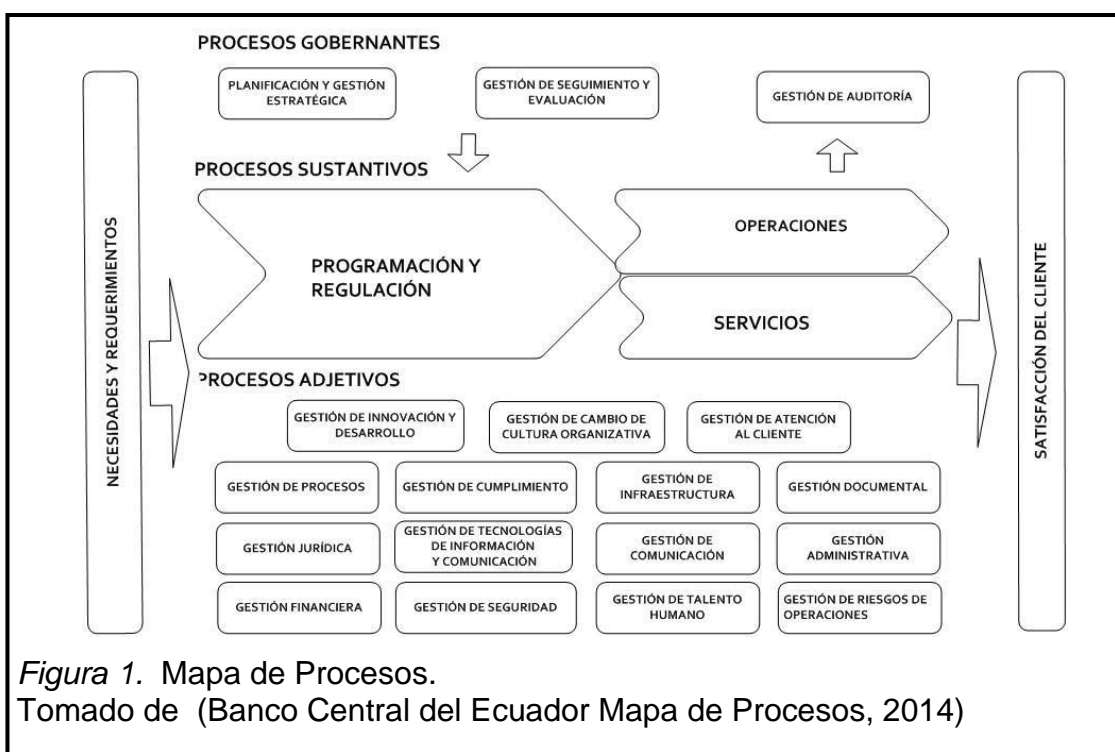 PROCESOS GOBERNANTES
PLANIFICACIÓN Y GESTIÓN
ESTRATÉGICA
GESTIÓN DE SEGUIMIENTO Y
EVALUACIÓN
GESTIÓN DE AUDITORÍA
PROCESOS SUSTANTIVOS
NECESIDADES Y REQUERIMIENTOS
PROGRAMACIÓN Y
REGULACIÓN
OPERACIONES
SERVICIOS
SATISFACCIÓN DEL CLIENTE
PROCESOS ADJETIVOS
GESTIÓN DE INNOVACIÓN Y
DESARROLLO
GESTIÓN DE CAMBIO DE
CULTURA ORGANIZATIVA
GESTIÓN DE ATENCIÓN
AL CLIENTE
GESTIÓN DE PROCESOS
GESTIÓN DE CUMPLIMIENTO
GESTIÓN DE
INFRAESTRUCTURA
GESTIÓN DOCUMENTAL
GESTIÓN JURÍDICA
GESTIÓN DE TECNOLOGÍAS
DE INFORMACIÓN
Y COMUNICACIÓN
GESTIÓN DE
COMUNICACIÓN
GESTIÓN
ADMINISTRATIVA
GESTIÓN FINANCIERA
GESTIÓN DE SEGURIDAD
GESTIÓN DE TALENTO
HUMANO
GESTIÓN DE RIESGOS DE
OPERACIONES
Figura 1. Mapa de Procesos.
Tomado de (Banco Central del Ecuador Mapa de Procesos, 2014)